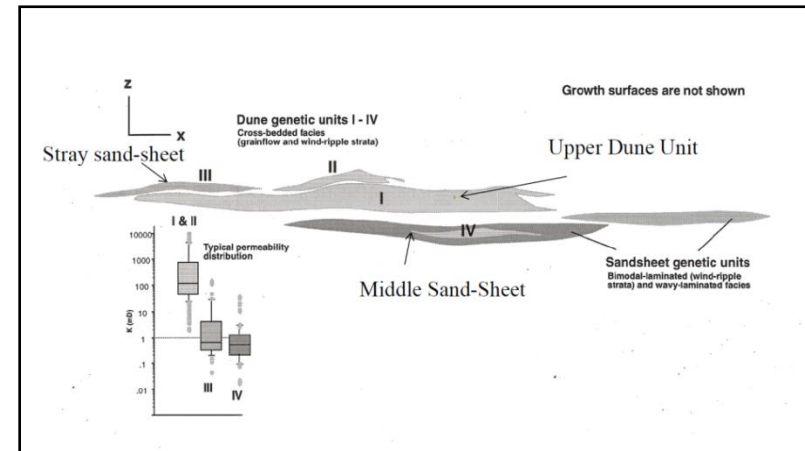 z
x
Growth surfaces are not shown
Dune genetic units I - IV
Cross-bedded facies
(grainflow and wind-ripple strata)
Stray sand-sheet
III
II
Upper Dune Unit
I
IV
I & II
Typical permeability
distribution
Middle Sand-Sheet
Sandsheet genetic units
Bimodal-laminated (wind-ripple
strata) and wavy-laminated facies
K (mD)
10000
1000
100
10
1
.1
.01
III
IV